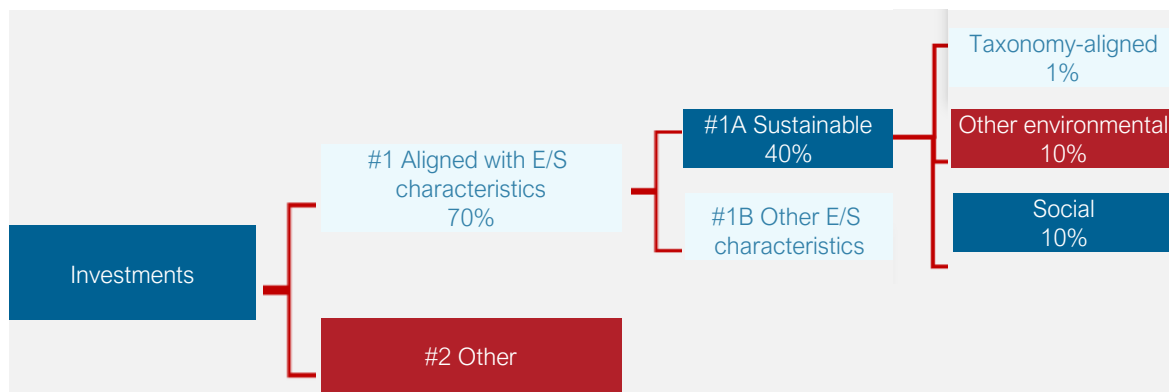 Investments
#1 Aligned with E/S
characteristics
70%
#2 Other
#1A Sustainable
40%
#1B Other E/S
characteristics
Taxonomy-aligned
1%
Other environmental
10%
Social
10%